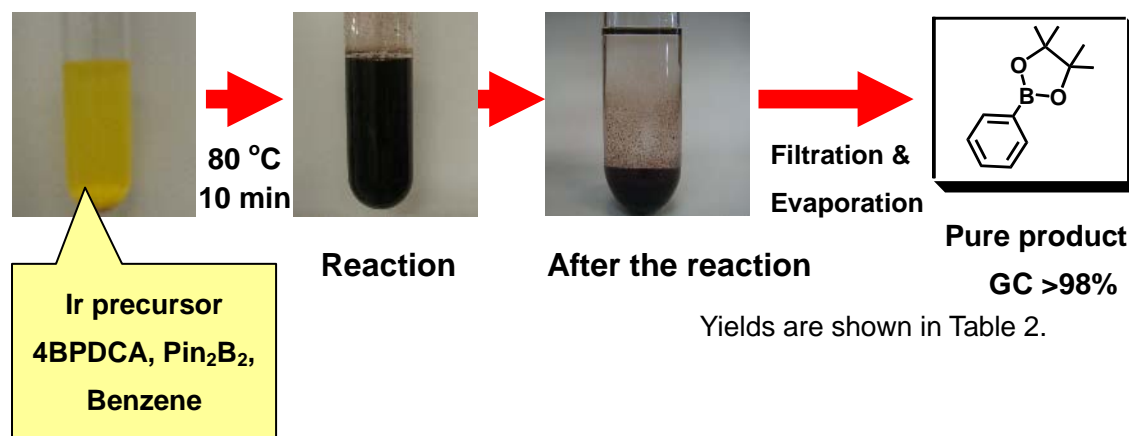 80 °C
10 min
Filtration &
Evaporation
O
B
O
Reaction
After the reaction
Pure product
GC >98%
Yields are shown in Table 2.
Ir precursor
4BPDCA, Pin₂B₂,
Benzene